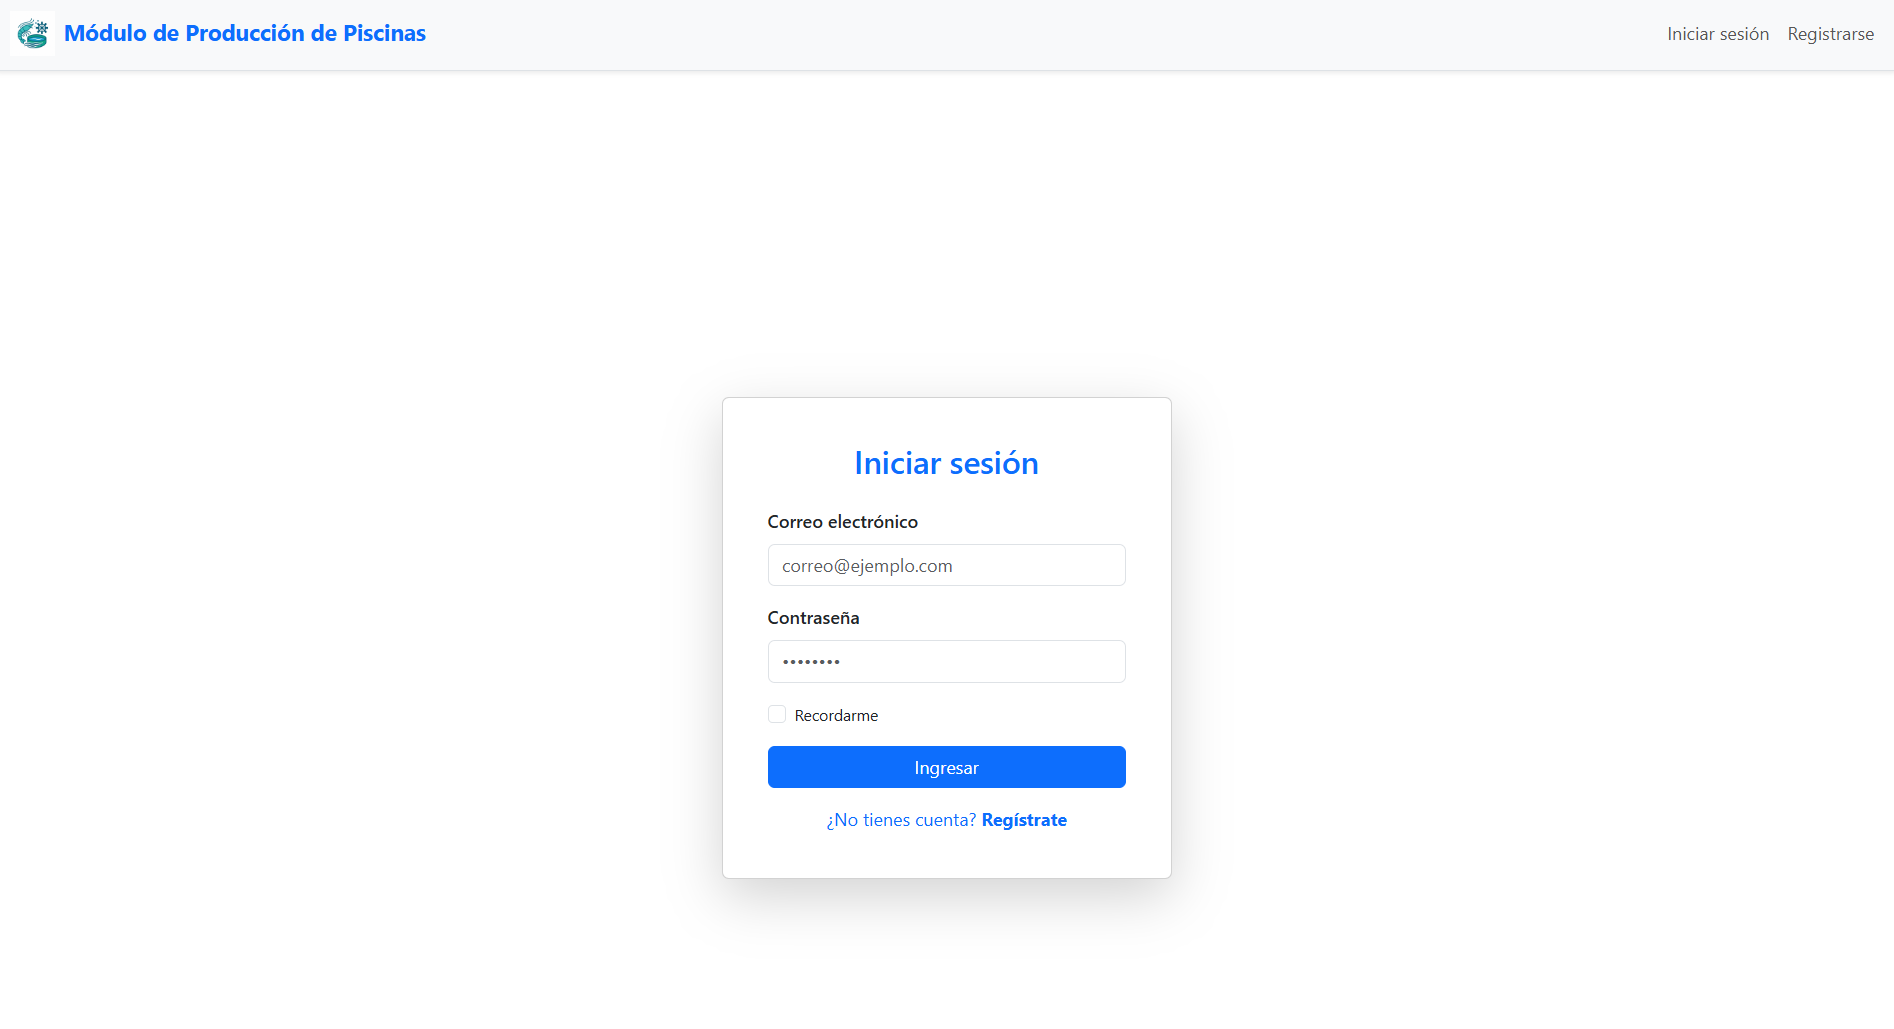 Módulo de Producción de Piscinas
Iniciar sesión
Registrarse
Iniciar sesión
Correo electrónico
correo@ejemplo.com
Contraseña
••••••••
Recordarme
Ingresar
¿No tienes cuenta? Regístrate